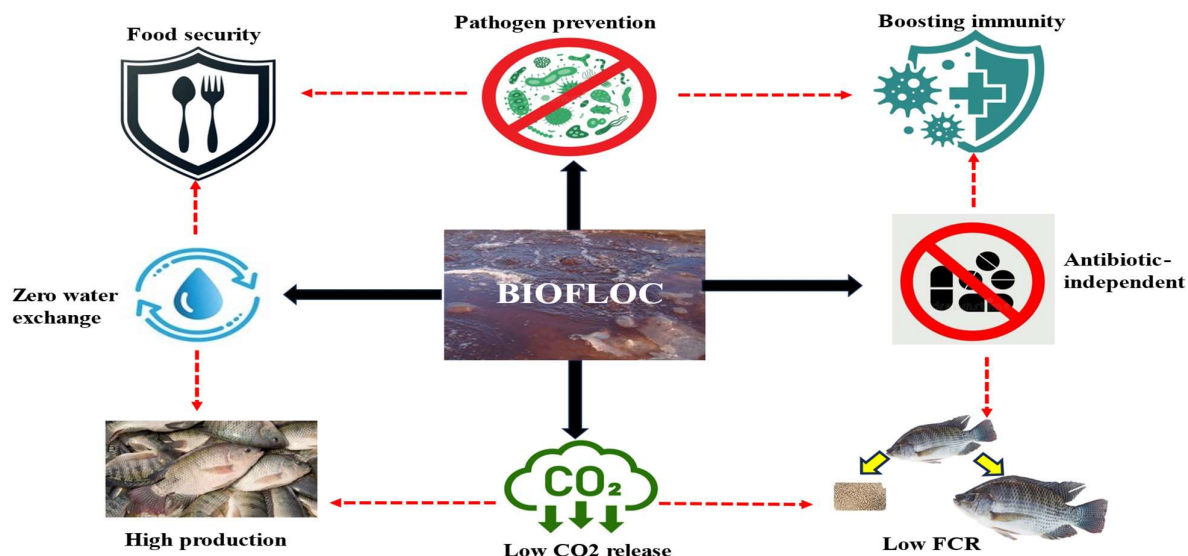 Food security
Pathogen prevention
Boosting immunity
Zero water
exchange
BIOFLOC
Antibiotic-
independent
High production
CO₂
Low CO2 release
Low FCR